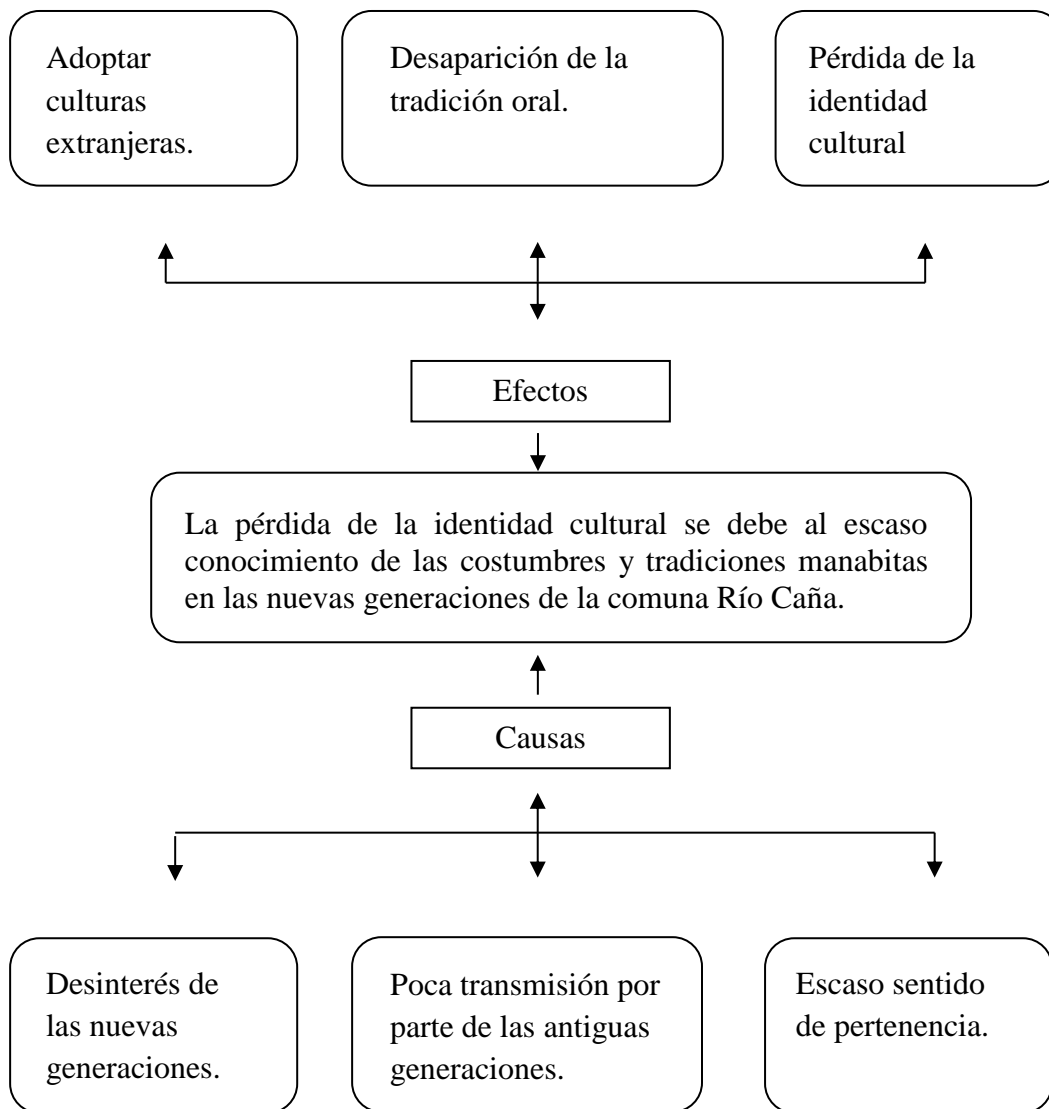 Adoptar
culturas
extranjeras.
Desaparición de la
tradición oral.
Pérdida de la
identidad
cultural
Efectos
La pérdida de la identidad cultural se debe al escaso
conocimiento de las costumbres y tradiciones manabitas
en las nuevas generaciones de la comuna Río Caña.
Causas
Desinterés de
las nuevas
generaciones.
Poca transmisión por
parte de las antiguas
generaciones.
Escaso sentido
de pertenencia.